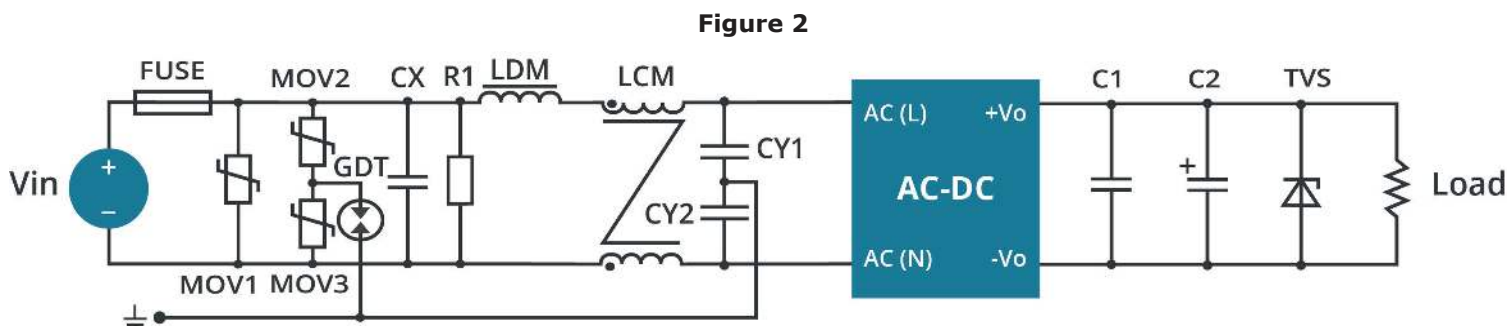 Figure 2
FUSE
MOV2
CX
R1
LDM
LCM
C1
C2
TVS
AC (L)
+Vo
GDT
CY1
Vin
+
−
AC-DC
+
Load
CY2
AC (N)
-Vo
MOV1
MOV3